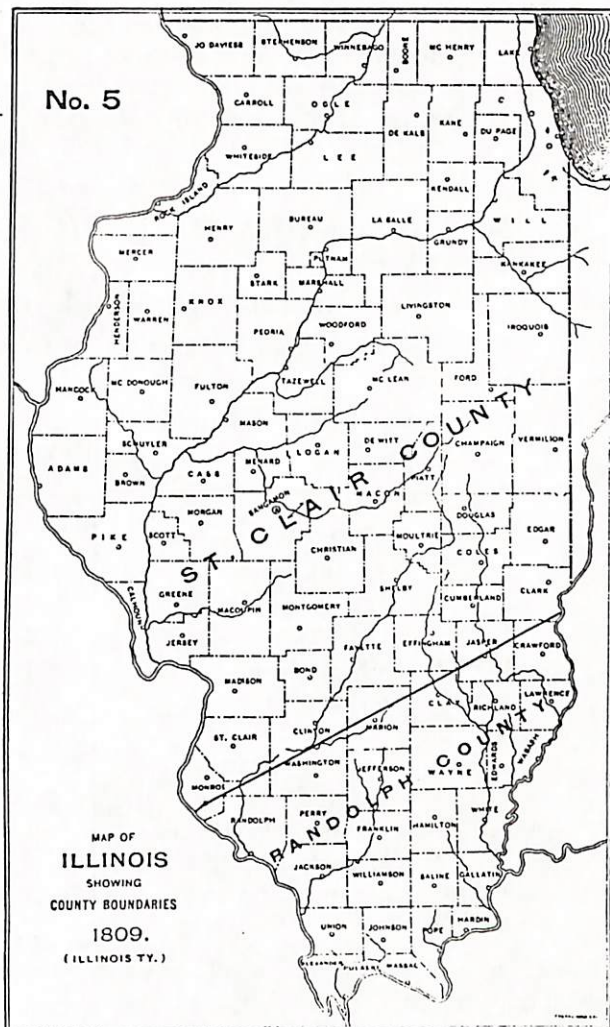 No. 5
JO DAVIESS
STEPHENSON
WINNEBAGO
BOONE
MC HENRY
LAKE
CARROLL
OGLE
DE KALB
KANE
DU PAGE
COOK
WHITESIDE
LEE
KENDALL
WILL
ROCK ISLAND
HENRY
BUREAU
LA SALLE
GRUNDY
MERCER
PUTNAM
KANKAKEE
STARK
MARSHALL
HENDERSON
WARREN
KNOX
PEORIA
WOODFORD
LIVINGSTON
IROQUOIS
HANCOCK
MC DONOUGH
FULTON
TAZEWELL
MC LEAN
FORD
MASON
SCHUYLER
ADAMS
BROWN
CASS
MENARD
LOGAN
DE WITT
CHAMPAIGN
VERMILION
PIATT
MACON
MORGAN
SANGAMON
PIKE
SCOTT
CHRISTIAN
MOULTRIE
DOUGLAS
COLES
EDGAR
ST. CLAIR COUNTY
GREENE
MACOUPIN
MONTGOMERY
SHELBY
CUMBERLAND
CLARK
CALHOUN
JERSEY
FAYETTE
EFFINGHAM
JASPER
CRAWFORD
MADISON
BOND
CLAY
RICHLAND
LAWRENCE
ST. CLAIR
CLINTON
MARION
WABASH
MONROE
WASHINGTON
JEFFERSON
WAYNE
EDWARDS
RANDOLPH
PERRY
WHITE
RANDOLPH COUNTY
FRANKLIN
HAMILTON
JACKSON
WILLIAMSON
SALINE
GALLATIN
UNION
JOHNSON
POPE
HARDIN
ALEXANDER
PULASKI
MASSAC
MAP OF
ILLINOIS
SHOWING
COUNTY BOUNDARIES
1809.
(ILLINOIS TY.)